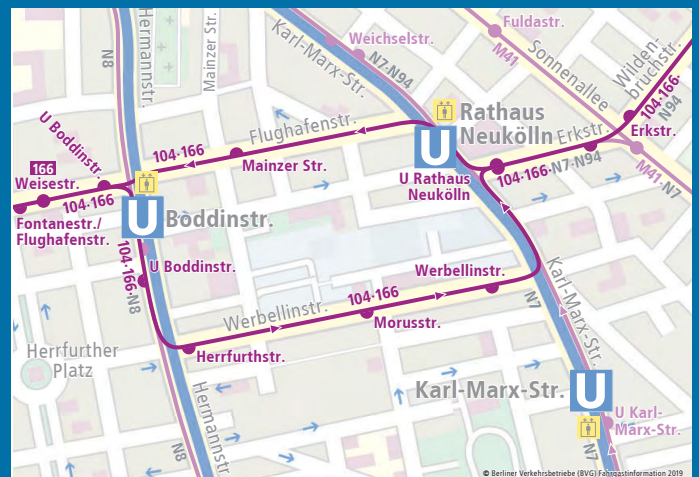 Fuldastr.
Weichselstr.
M41
Sonnenallee
Wilden-
bruchstr.
N8
Hermannstr.
Mainzer Str.
Karl-Marx-Str.
N7·N94
104·166·
N94
Rathaus
Neukölln
Flughafenstr.
Erkstr.
Erkstr.
U Boddinstr.
104·166
Mainzer Str.
U
U Rathaus
Neukölln
104·166·N7·N94
M41·N7
166
Weisestr.
104·166
Fontanestr./
Flughafenstr.
U
Boddinstr.
104·166·N8
U Boddinstr.
Werbellinstr.
104·166
Werbellinstr.
Morusstr.
N7
Karl-Marx-Str.
Herrfurther
Platz
Herrfurthstr.
Hermannstr.
N8
Karl-Marx-Str.
U
U Karl-
Marx-Str.
N7
© Berliner Verkehrsbetriebe (BVG) Fahrgastinformation 2019